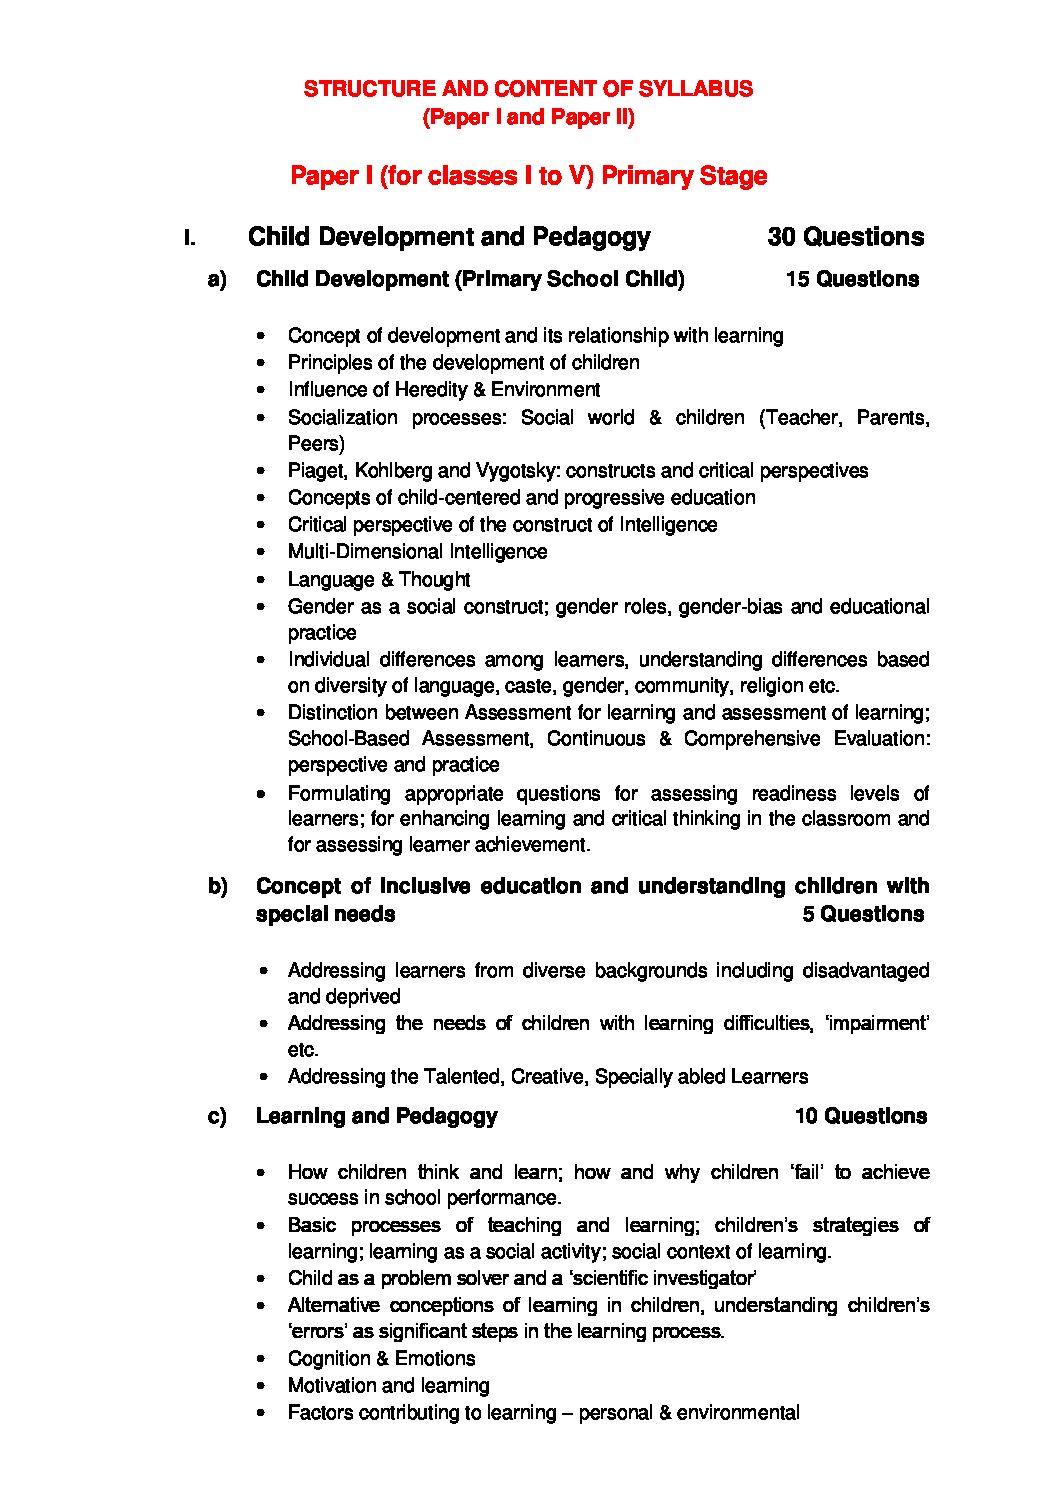 STRUCTURE AND CONTENT OF SYLLABUS
(Paper I and Paper II)
Paper I (for classes I to V) Primary Stage
I. Child Development and Pedagogy 30 Questions
a) Child Development (Primary School Child) 15 Questions
• Concept of development and its relationship with learning
• Principles of the development of children
• Influence of Heredity & Environment
• Socialization processes: Social world & children (Teacher, Parents,
Peers)
• Piaget, Kohlberg and Vygotsky: constructs and critical perspectives
• Concepts of child-centered and progressive education
• Critical perspective of the construct of Intelligence
• Multi-Dimensional Intelligence
• Language & Thought
• Gender as a social construct; gender roles, gender-bias and educational
practice
• Individual differences among learners, understanding differences based
on diversity of language, caste, gender, community, religion etc.
• Distinction between Assessment for learning and assessment of learning;
School-Based Assessment, Continuous & Comprehensive Evaluation:
perspective and practice
• Formulating appropriate questions for assessing readiness levels of
learners; for enhancing learning and critical thinking in the classroom and
for assessing learner achievement.
b) Concept of Inclusive education and understanding children with
special needs 5 Questions
• Addressing learners from diverse backgrounds including disadvantaged
and deprived
• Addressing the needs of children with learning difficulties, ‘impairment’
etc.
• Addressing the Talented, Creative, Specially abled Learners
c) Learning and Pedagogy 10 Questions
• How children think and learn; how and why children ‘fail’ to achieve
success in school performance.
• Basic processes of teaching and learning; children’s strategies of
learning; learning as a social activity; social context of learning.
• Child as a problem solver and a ‘scientific investigator’
• Alternative conceptions of learning in children, understanding children’s
‘errors’ as significant steps in the learning process.
• Cognition & Emotions
• Motivation and learning
• Factors contributing to learning – personal & environmental